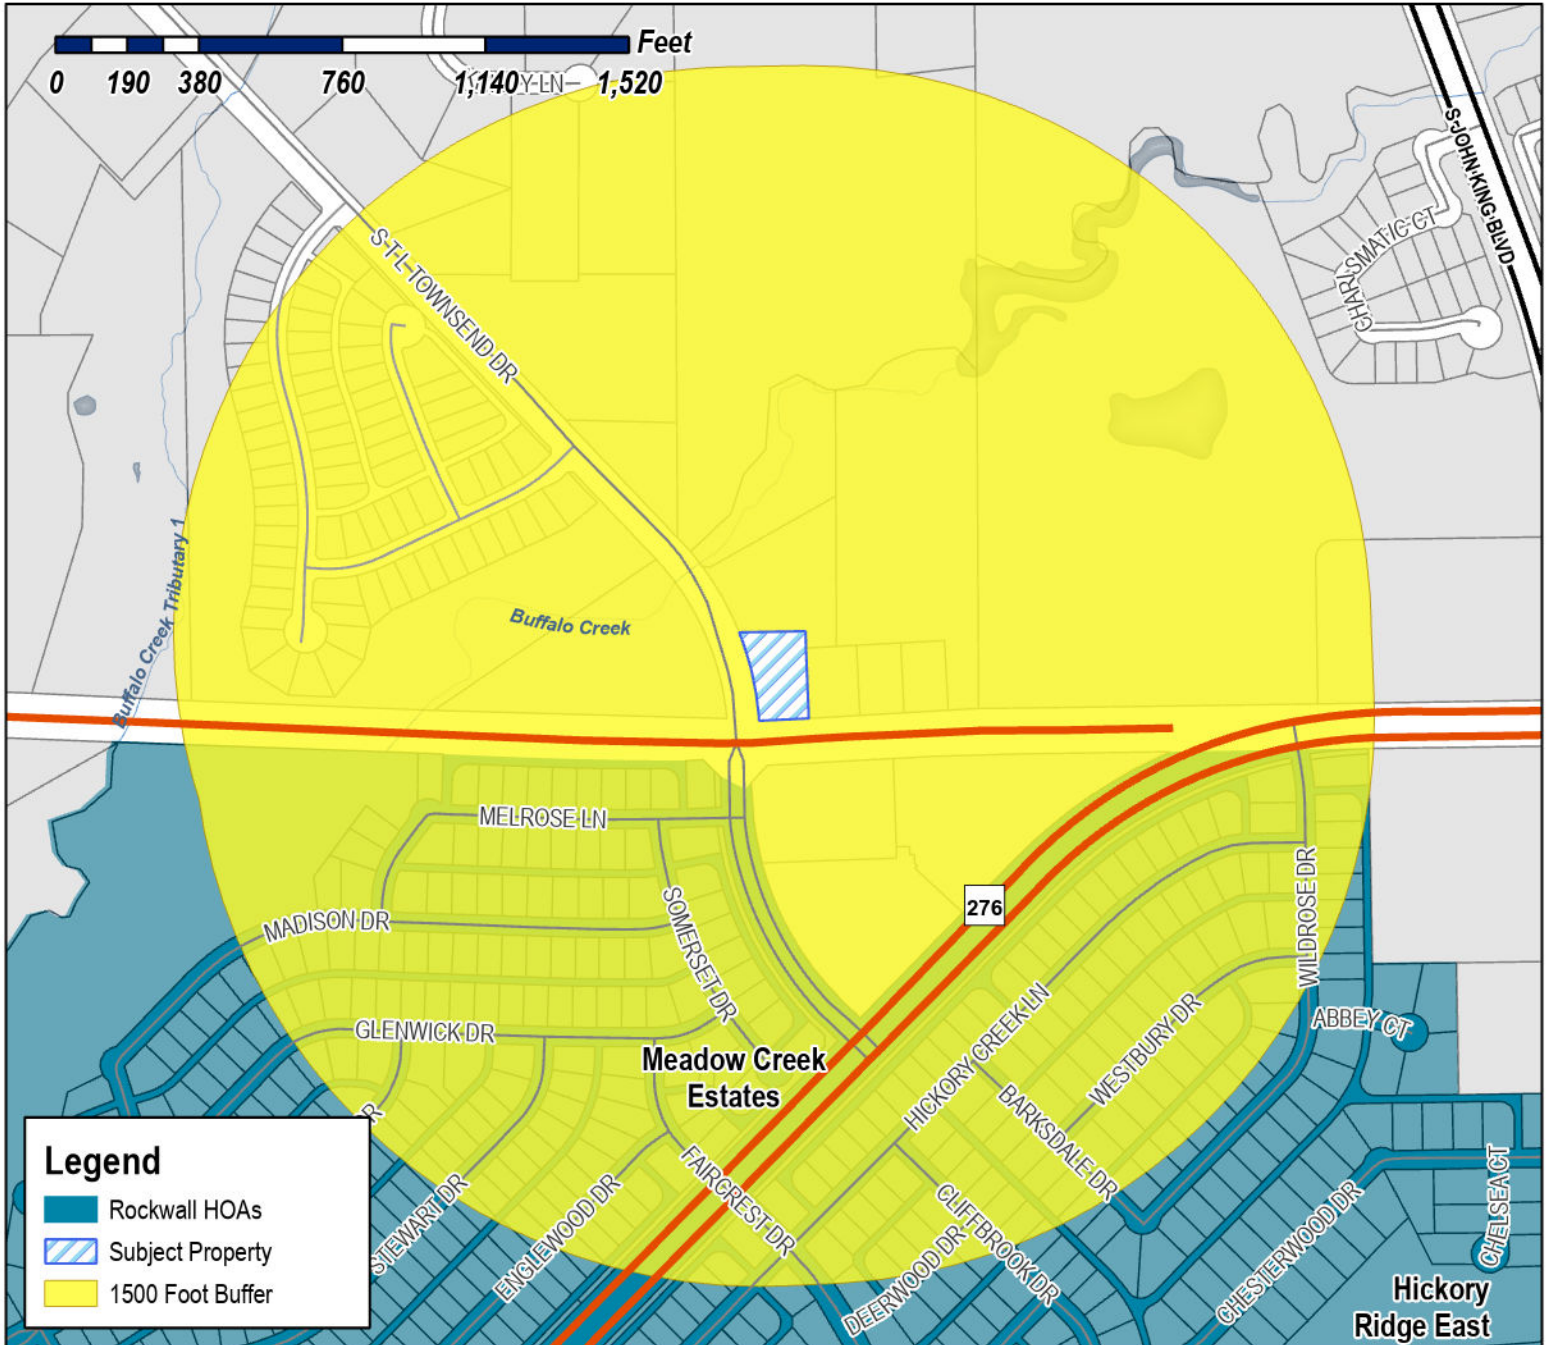 Feet
0 190 380 760 1,140 Y-LN 1,520
S JOHN KING BLVD
CHARISMATIC CT
S T L TOWNSEND DR
Buffalo Creek Tributary 1
Buffalo Creek
MELROSE LN
276
SOMERSET DR
MADISON DR
WILDROSE DR
GLENWICK DR
HICKORY CREEK LN
WESTBURY DR
ABBEY CT
Meadow Creek
Estates
BARKSDALE DR
R
FAIRCREST DR
STEWART DR
ENGLEWOOD DR
CLIFFBROOK DR
DEERWOOD DR
CHESTERWOOD DR
CHELSEA CT
Hickory
Ridge East
Legend
Rockwall HOAs
Subject Property
1500 Foot Buffer